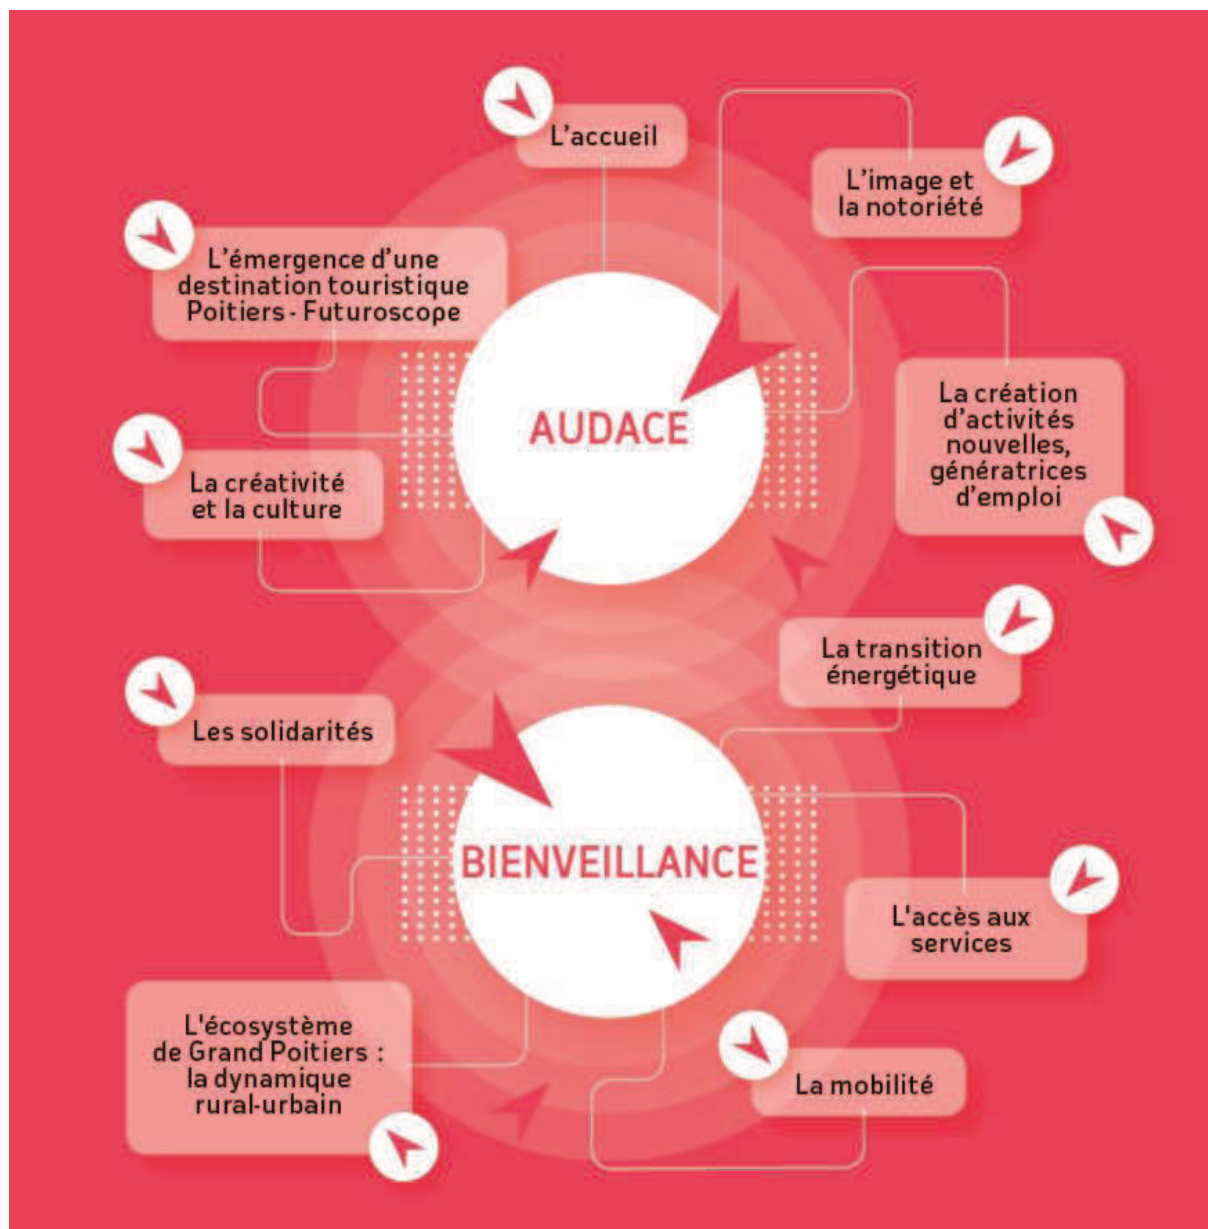 L’accueil
L’image et
la notoriété
L’émergence d’une
destination touristique
Poitiers - Futuroscope
La création
d’activités
nouvelles,
génératrices
d’emploi
AUDACE
La créativité
et la culture
La transition
énergétique
Les solidarités
BIENVEILLANCE
L'accès aux
services
L'écosystème
de Grand Poitiers :
la dynamique
rural-urbain
La mobilité